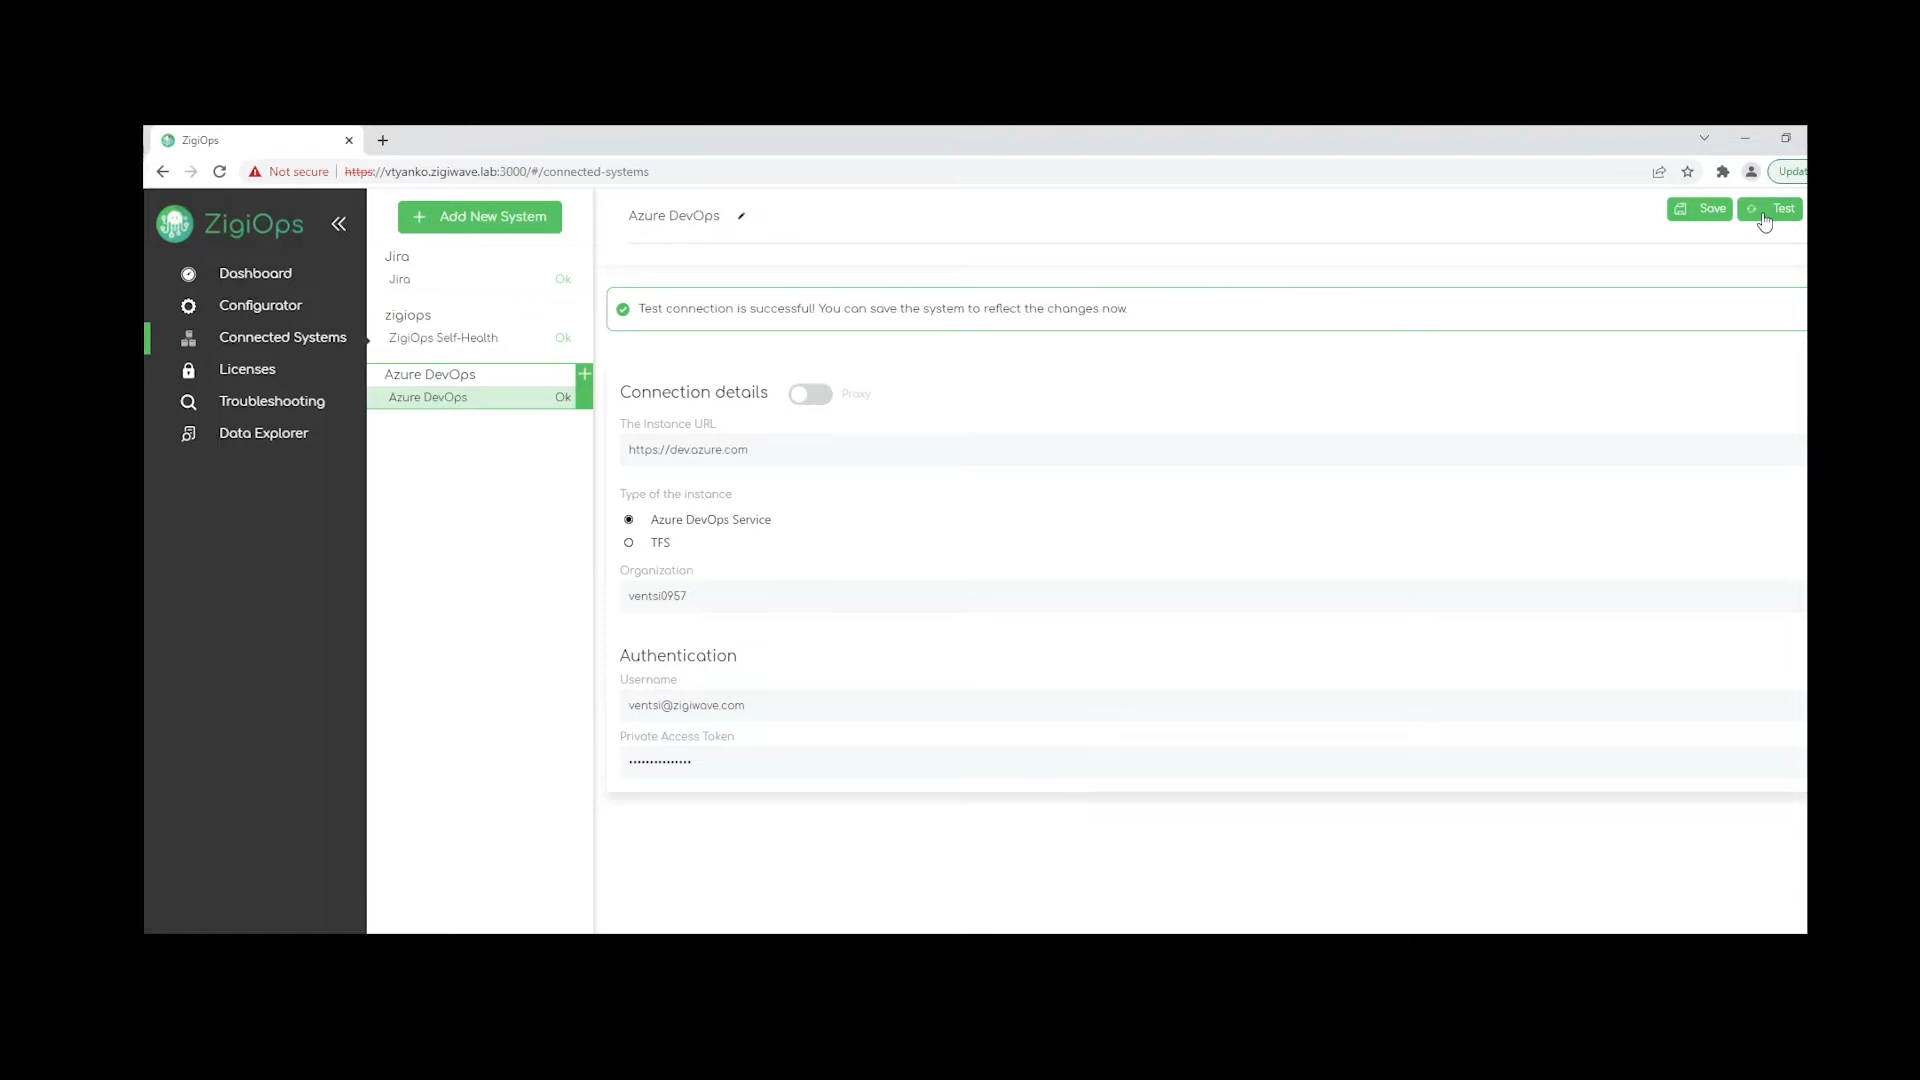 ZigiOps
Not secure
https://vtyanko.zigiwave.lab:3000/#/connected-systems
Updat
ZigiOps
Dashboard
Configurator
Connected Systems
Licenses
Troubleshooting
Data Explorer
+ Add New System
Jira
Jira Ok
zigiops
ZigiOps Self-Health Ok
Azure DevOps +
Azure DevOps Ok
Azure DevOps
Save
Test
Test connection is successful! You can save the system to reflect the changes now.
Connection details
Proxy
The Instance URL
https://dev.azure.com
Type of the instance
Azure DevOps Service
TFS
Organization
ventsi0957
Authentication
Username
ventsi@zigiwave.com
Private Access Token
•••••••••••••••